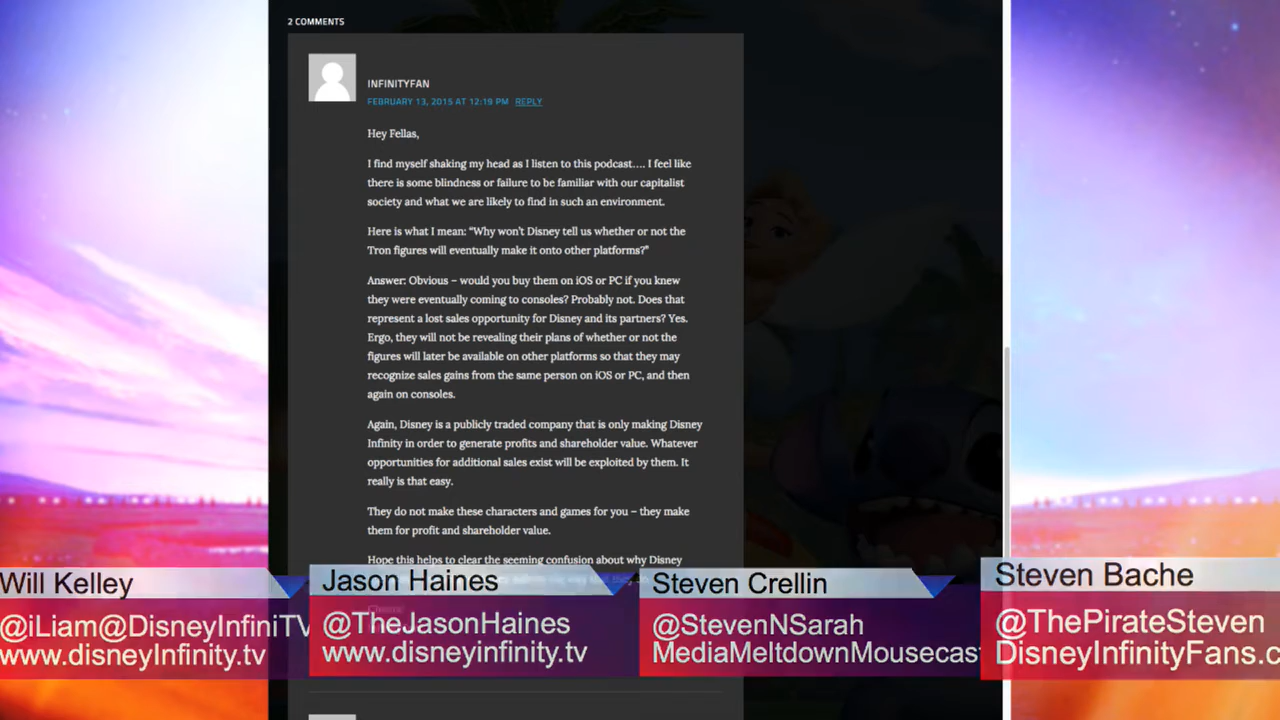 2 COMMENTS
INFINITYFAN
FEBRUARY 13, 2015 AT 12:19 PM REPLY
Hey Fellas,
I find myself shaking my head as I listen to this podcast…. I feel like
there is some blindness or failure to be familiar with our capitalist
society and what we are likely to find in such an environment.
Here is what I mean: “Why won’t Disney tell us whether or not the
Tron figures will eventually make it onto other platforms?”
Answer: Obvious – would you buy them on iOS or PC if you knew
they were eventually coming to consoles? Probably not. Does that
represent a lost sales opportunity for Disney and its partners? Yes.
Ergo, they will not be revealing their plans of whether or not the
figures will later be available on other platforms so that they may
recognize sales gains from the same person on iOS or PC, and then
again on consoles.
Again, Disney is a publicly traded company that is only making Disney
Infinity in order to generate profits and shareholder value. Whatever
opportunities for additional sales exist will be exploited by them. It
really is that easy.
They do not make these characters and games for you – they make
them for profit and shareholder value.
Hope this helps to clear the seeming confusion about why Disney
Will Kelley
@iLiam@DisneyInfiniTV
www.disneyInfinity.tv
Jason Haines
@TheJasonHaines
www.disneyinfinity.tv
Steven Crellin
@StevenNSarah
MediaMeltdownMousecast
Steven Bache
@ThePirateSteven
DisneyInfinityFans.c